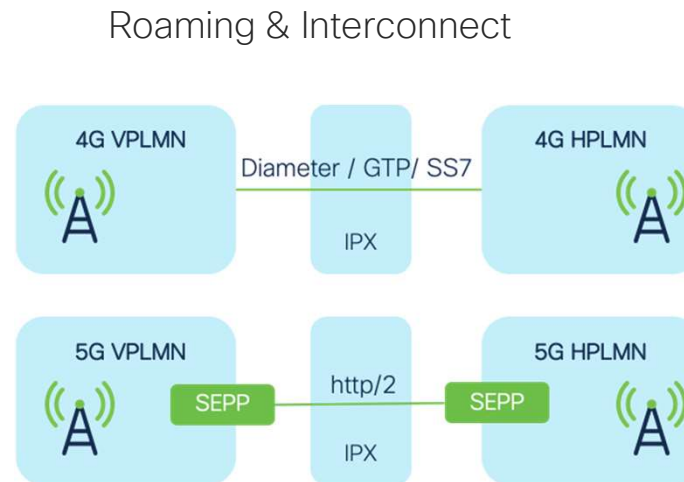 Roaming & Interconnect
4G VPLMN
Diameter / GTP/ SS7
IPX
4G HPLMN
5G VPLMN
SEPP
http/2
IPX
5G HPLMN
SEPP